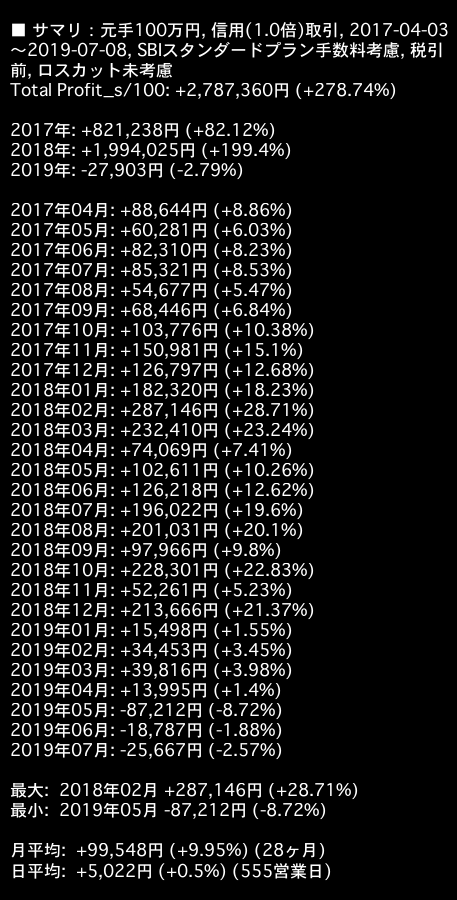 ■ サマリ：元手100万円, 信用(1.0倍)取引, 2017-04-03
～2019-07-08, SBIスタンダードプラン手数料考慮, 税引
前, ロスカット未考慮
Total Profit_s/100: +2,787,360円 (+278.74%)
2017年: +821,238円 (+82.12%)
2018年: +1,994,025円 (+199.4%)
2019年: -27,903円 (-2.79%)
2017年04月: +88,644円 (+8.86%)
2017年05月: +60,281円 (+6.03%)
2017年06月: +82,310円 (+8.23%)
2017年07月: +85,321円 (+8.53%)
2017年08月: +54,677円 (+5.47%)
2017年09月: +68,446円 (+6.84%)
2017年10月: +103,776円 (+10.38%)
2017年11月: +150,981円 (+15.1%)
2017年12月: +126,797円 (+12.68%)
2018年01月: +182,320円 (+18.23%)
2018年02月: +287,146円 (+28.71%)
2018年03月: +232,410円 (+23.24%)
2018年04月: +74,069円 (+7.41%)
2018年05月: +102,611円 (+10.26%)
2018年06月: +126,218円 (+12.62%)
2018年07月: +196,022円 (+19.6%)
2018年08月: +201,031円 (+20.1%)
2018年09月: +97,966円 (+9.8%)
2018年10月: +228,301円 (+22.83%)
2018年11月: +52,261円 (+5.23%)
2018年12月: +213,666円 (+21.37%)
2019年01月: +15,498円 (+1.55%)
2019年02月: +34,453円 (+3.45%)
2019年03月: +39,816円 (+3.98%)
2019年04月: +13,995円 (+1.4%)
2019年05月: -87,212円 (-8.72%)
2019年06月: -18,787円 (-1.88%)
2019年07月: -25,667円 (-2.57%)
最大: 2018年02月 +287,146円 (+28.71%)
最小: 2019年05月 -87,212円 (-8.72%)
月平均: +99,548円 (+9.95%) (28ヶ月)
日平均: +5,022円 (+0.5%) (555営業日)